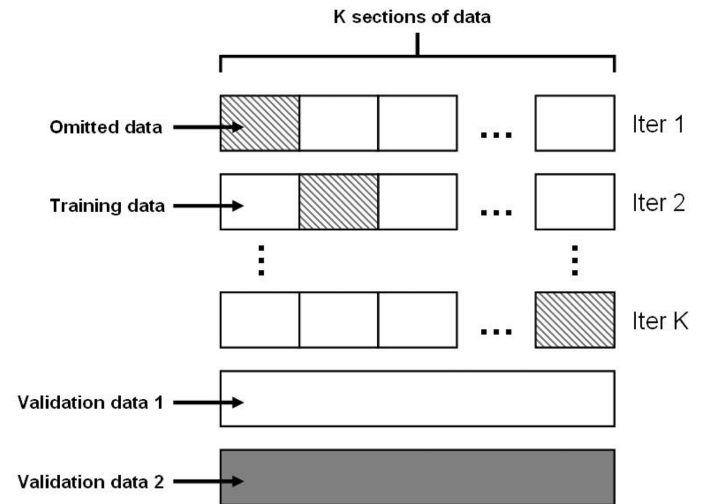 K sections of data
Omitted data
Iter 1
...
Training data
Iter 2
...
Iter K
...
Validation data 1
Validation data 2